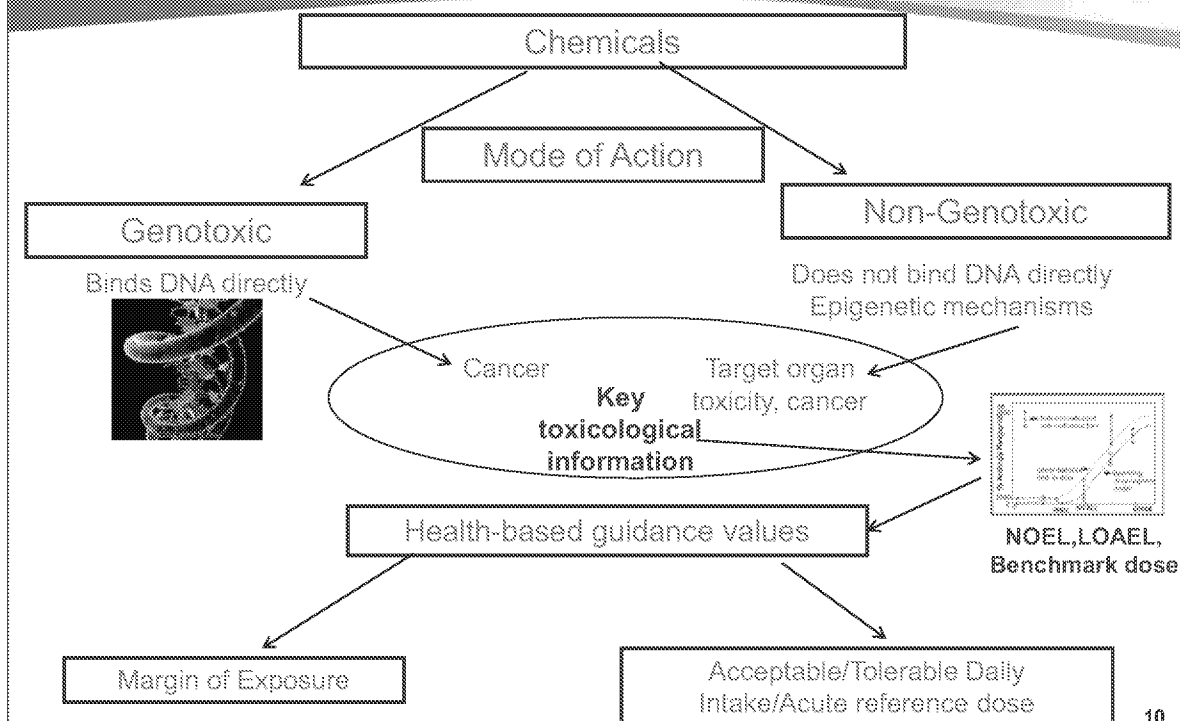 Chemicals
Mode of Action
Genotoxic
Non-Genotoxic
Binds DNA directly
Does not bind DNA directly
Epigenetic mechanisms
Cancer
Target organ
toxicity, cancer
Key
toxicological
information
Health-based guidance values
NOEL,LOAEL,
Benchmark dose
Margin of Exposure
Acceptable/Tolerable Daily
Intake/Acute reference dose
10